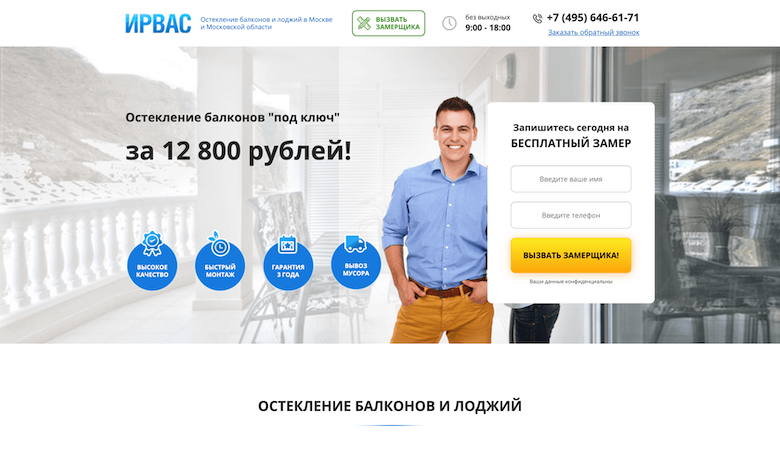 ИРВАС
Остекление балконов и лоджий в Москве
и Московской области
ВЫЗВАТЬ
ЗАМЕРЩИКА
без выходных
9:00 - 18:00
+7 (495) 646-61-71
Заказать обратный звонок
Остекление балконов "под ключ"
за 12 800 рублей!
ВЫСОКОЕ
КАЧЕСТВО
БЫСТРЫЙ
МОНТАЖ
ГАРАНТИЯ
3 ГОДА
ВЫВОЗ
МУСОРА
Запишитесь сегодня на
БЕСПЛАТНЫЙ ЗАМЕР
Введите ваше имя
Введите телефон
ВЫЗВАТЬ ЗАМЕРЩИКА!
Ваши данные конфиденциальны
ОСТЕКЛЕНИЕ БАЛКОНОВ И ЛОДЖИЙ